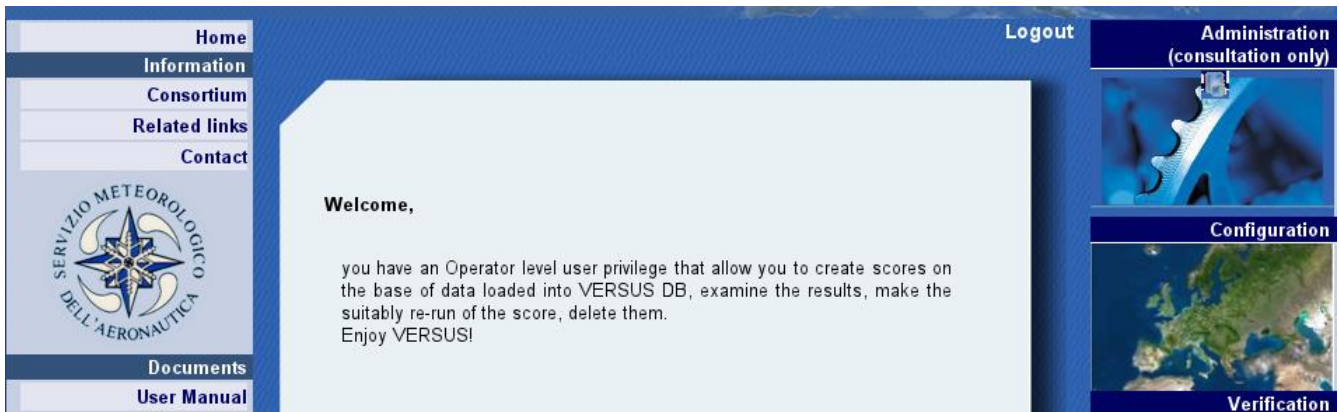 Home
Information
Consortium
Related links
Contact
SERVIZIO METEOROLOGICO
DELL'AERONAUTICA
Documents
User Manual
Logout
Welcome,
you have an Operator level user privilege that allow you to create scores on
the base of data loaded into VERSUS DB, examine the results, make the
suitably re-run of the score, delete them.
Enjoy VERSUS!
Administration
(consultation only)
Configuration
Verification